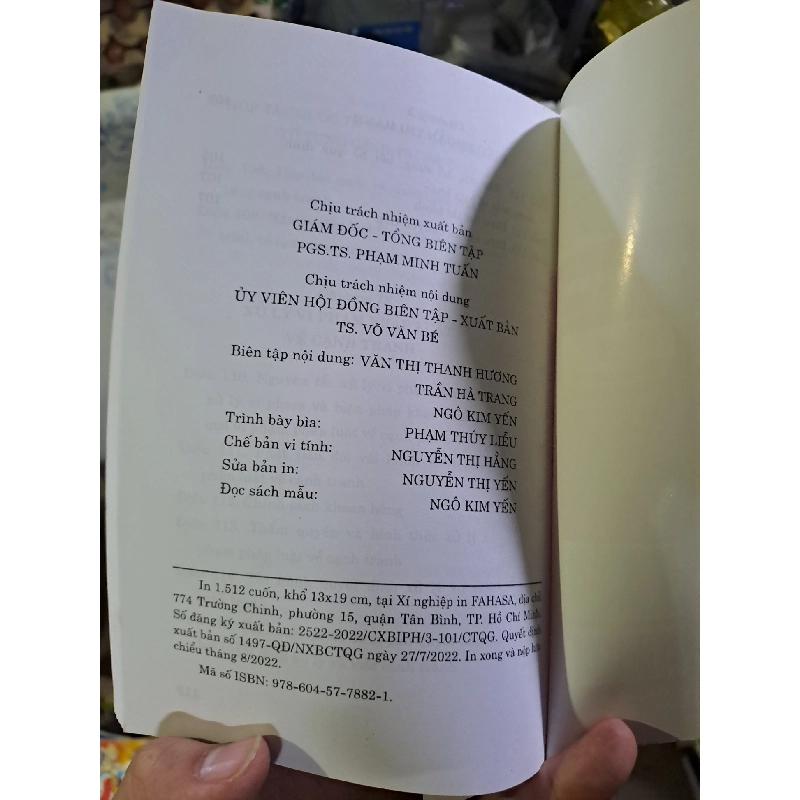 Chịu trách nhiệm xuất bản
GIÁM ĐỐC - TỔNG BIÊN TẬP
PGS.TS. PHẠM MINH TUẤN
Chịu trách nhiệm nội dung
ỦY VIÊN HỘI ĐỒNG BIÊN TẬP - XUẤT BẢN
TS. VÕ VĂN BÉ
Biên tập nội dung: VĂN THỊ THANH HƯƠNG
TRẦN HÀ TRANG
NGÔ KIM YẾN
Trình bày bìa: PHẠM THÚY LIỄU
Chế bản vi tính: NGUYỄN THỊ HẰNG
Sửa bản in: NGUYỄN THỊ YẾN
Đọc sách mẫu: NGÔ KIM YẾN
In 1.512 cuốn, khổ 13x19 cm, tại Xí nghiệp in FAHASA, địa chỉ
774 Trường Chinh, phường 15, quận Tân Bình, TP. Hồ Chí Minh.
Số đăng ký xuất bản: 2522-2022/CXBIPH/3-101/CTQG. Quyết định
xuất bản số 1497-QĐ/NXBCTQG ngày 27/7/2022. In xong và nộp lưu
chiểu tháng 8/2022.
Mã số ISBN: 978-604-57-7882-1.